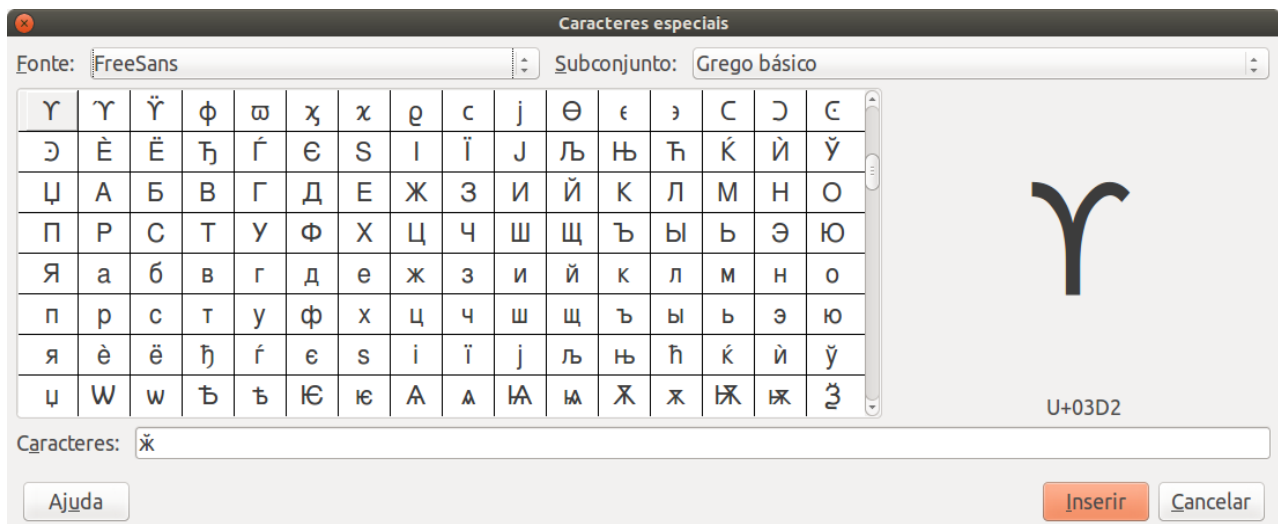 Caracteres especiais
Fonte: FreeSans Subconjunto: Grego básico
ϒ ϓ ϔ ϕ ϖ ϗ ϰ ϱ ϲ ϳ ϴ ϵ ϶ Ϲ Ͻ Ͼ
Ͽ Ѐ Ё Ђ Ѓ Є Ѕ І Ї Ј Љ Њ Ћ Ќ Ѝ Ў
Џ А Б В Г Д Е Ж З И Й К Л М Н О
П Р С Т У Ф Х Ц Ч Ш Щ Ъ Ы Ь Э Ю
Я а б в г д е ж з и й к л м н о
п р с т у ф х ц ч ш щ ъ ы ь э ю
я ѐ ё ђ ѓ є ѕ і ї ј љ њ ћ ќ ѝ ў
џ Ѡ ѡ Ѣ ѣ Ѥ ѥ Ѧ ѧ Ѩ ѩ Ѫ ѫ Ѭ ѭ Ѯ
ϒ
U+03D2
Caracteres: ӂ
Ajuda Inserir Cancelar